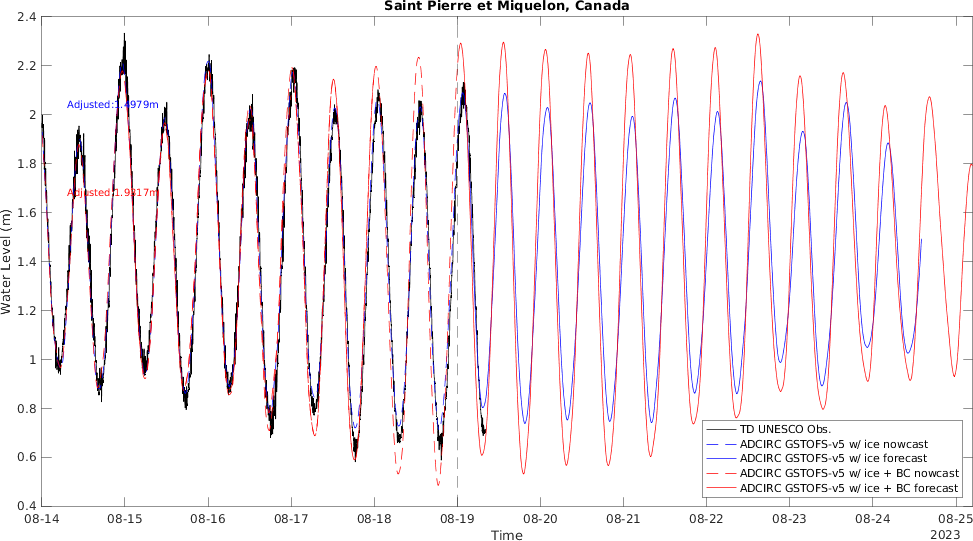 Saint Pierre et Miquelon, Canada
2.4
2.2
2
1.8
1.6
1.4
1.2
1
0.8
0.6
0.4
Water Level (m)
Adjusted:1.4979m
Adjusted:1.9317m
TD UNESCO Obs.
ADCIRC GSTOFS-v5 w/ ice nowcast
ADCIRC GSTOFS-v5 w/ ice forecast
ADCIRC GSTOFS-v5 w/ ice + BC nowcast
ADCIRC GSTOFS-v5 w/ ice + BC forecast
08-14 08-15 08-16 08-17 08-18 08-19 08-20 08-21 08-22 08-23 08-24 08-25
Time 2023